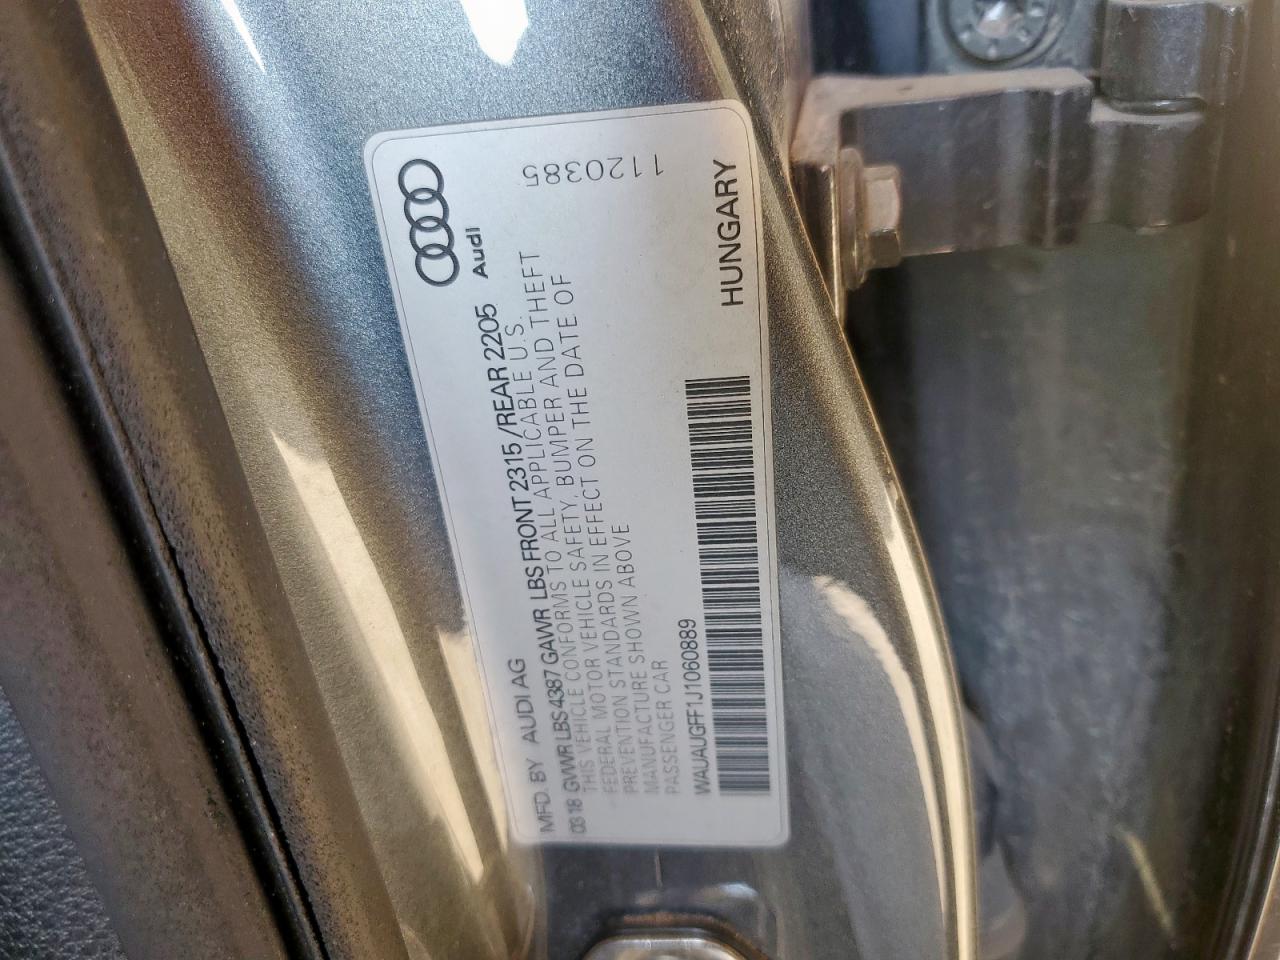 Audi
1120385
MFD. BY AUDI AG
03 18 GVWR LBS 4387 GAWR LBS FRONT 2315/REAR 2205
THIS VEHICLE CONFORMS TO ALL APPLICABLE U.S.
FEDERAL MOTOR VEHICLE SAFETY, BUMPER AND THEFT
PREVENTION STANDARDS IN EFFECT ON THE DATE OF
MANUFACTURE SHOWN ABOVE
PASSENGER CAR
WAUAUGFF1J1060889
HUNGARY